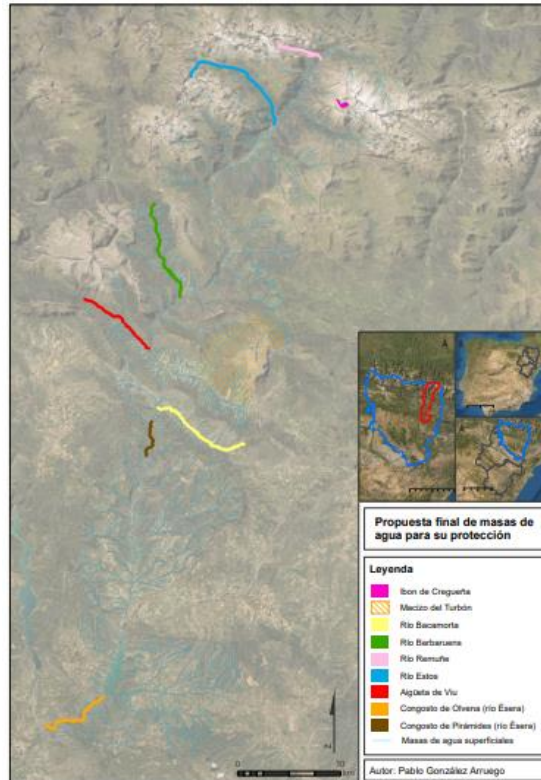 Propuesta final de masas de
agua para su protección
Leyenda
Ibon de Cregueña
Macizo del Turbón
Río Bacamorta
Río Barbaruens
Río Remuñe
Río Estos
Aigüeta de Viu
Congosto de Olvena (río Ésera)
Congosto de Pirámides (río Ésera)
Masas de agua superficiales
Autor: Pablo González Arruego